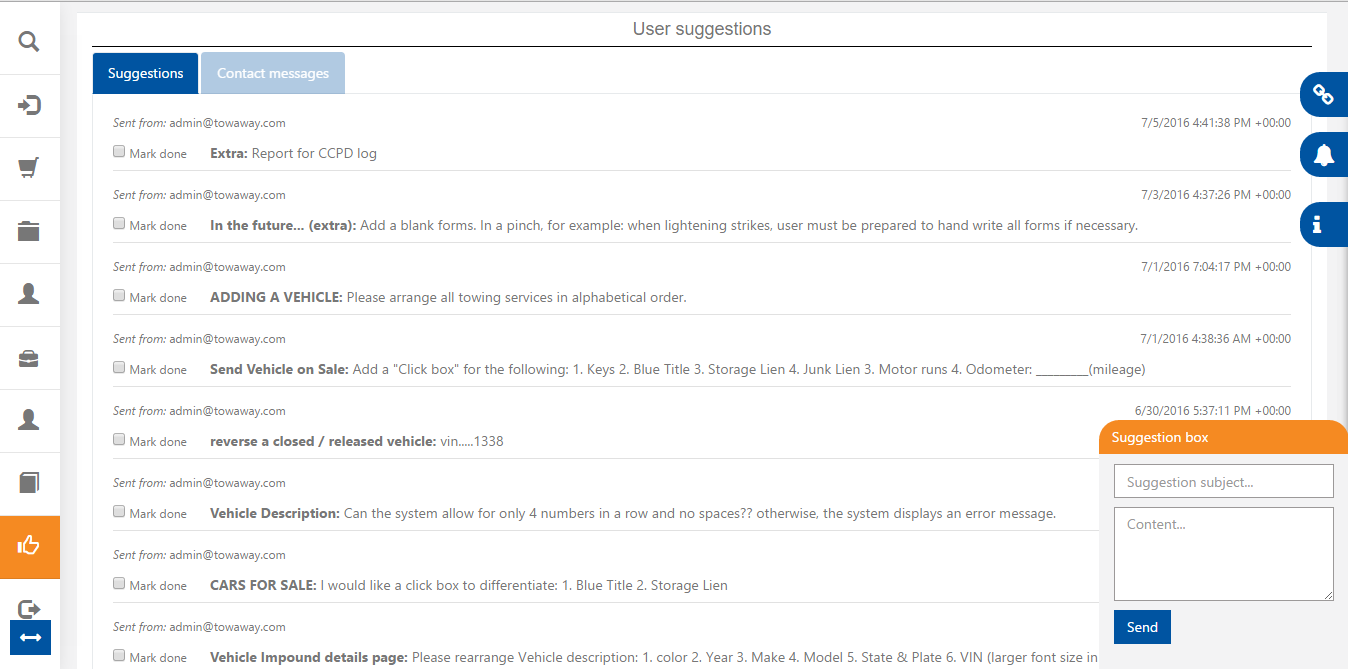 User suggestions
Suggestions Contact messages
Sent from: admin@towaway.com 7/5/2016 4:41:38 PM +00:00
Mark done Extra: Report for CCPD log
Sent from: admin@towaway.com 7/3/2016 4:37:26 PM +00:00
Mark done In the future... (extra): Add a blank forms. In a pinch, for example: when lightening strikes, user must be prepared to hand write all forms if necessary.
Sent from: admin@towaway.com 7/1/2016 7:04:17 PM +00:00
Mark done ADDING A VEHICLE: Please arrange all towing services in alphabetical order.
Sent from: admin@towaway.com 7/1/2016 4:38:36 AM +00:00
Mark done Send Vehicle on Sale: Add a "Click box" for the following: 1. Keys 2. Blue Title 3. Storage Lien 4. Junk Lien 3. Motor runs 4. Odometer: _________(mileage)
Sent from: admin@towaway.com 6/30/2016 5:37:11 PM +00:00
Mark done reverse a closed / released vehicle: vin.....1338
Sent from: admin@towaway.com
Mark done Vehicle Description: Can the system allow for only 4 numbers in a row and no spaces?? otherwise, the system displays an error message.
Sent from: admin@towaway.com
Mark done CARS FOR SALE: I would like a click box to differentiate: 1. Blue Title 2. Storage Lien
Sent from: admin@towaway.com
Mark done Vehicle Impound details page: Please rearrange Vehicle description: 1. color 2. Year 3. Make 4. Model 5. State & Plate 6. VIN (larger font size in
Suggestion box
Suggestion subject...
Content...
Send